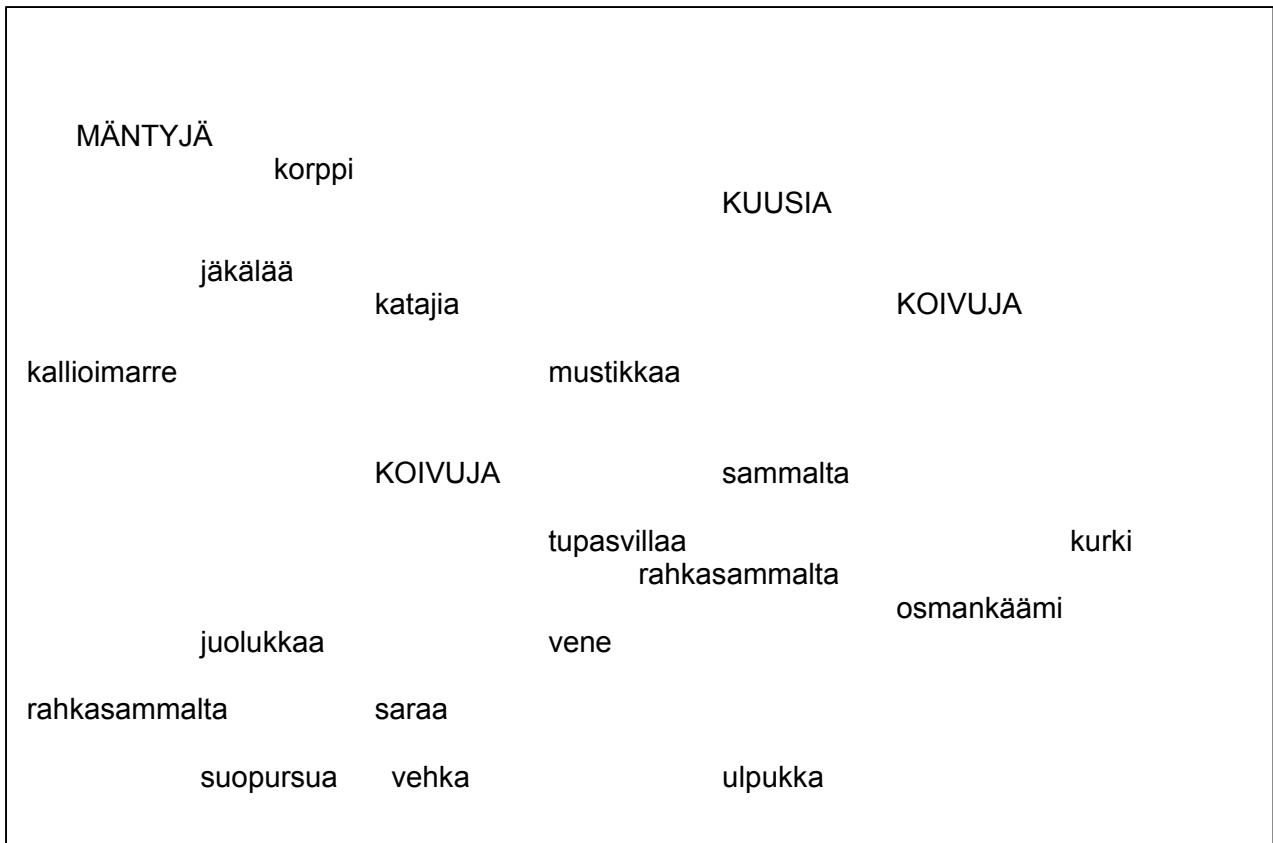 MÄNTYJÄ
korppi
KUUSIA
jäkälää
katajia KOIVUJA
kallioimarre mustikkaa
KOIVUJA sammalta
tupasvillaa kurki
rahkasammalta
osmankäämi
juolukkaa vene
rahkasammalta saraa
suopursua vehka ulpukka